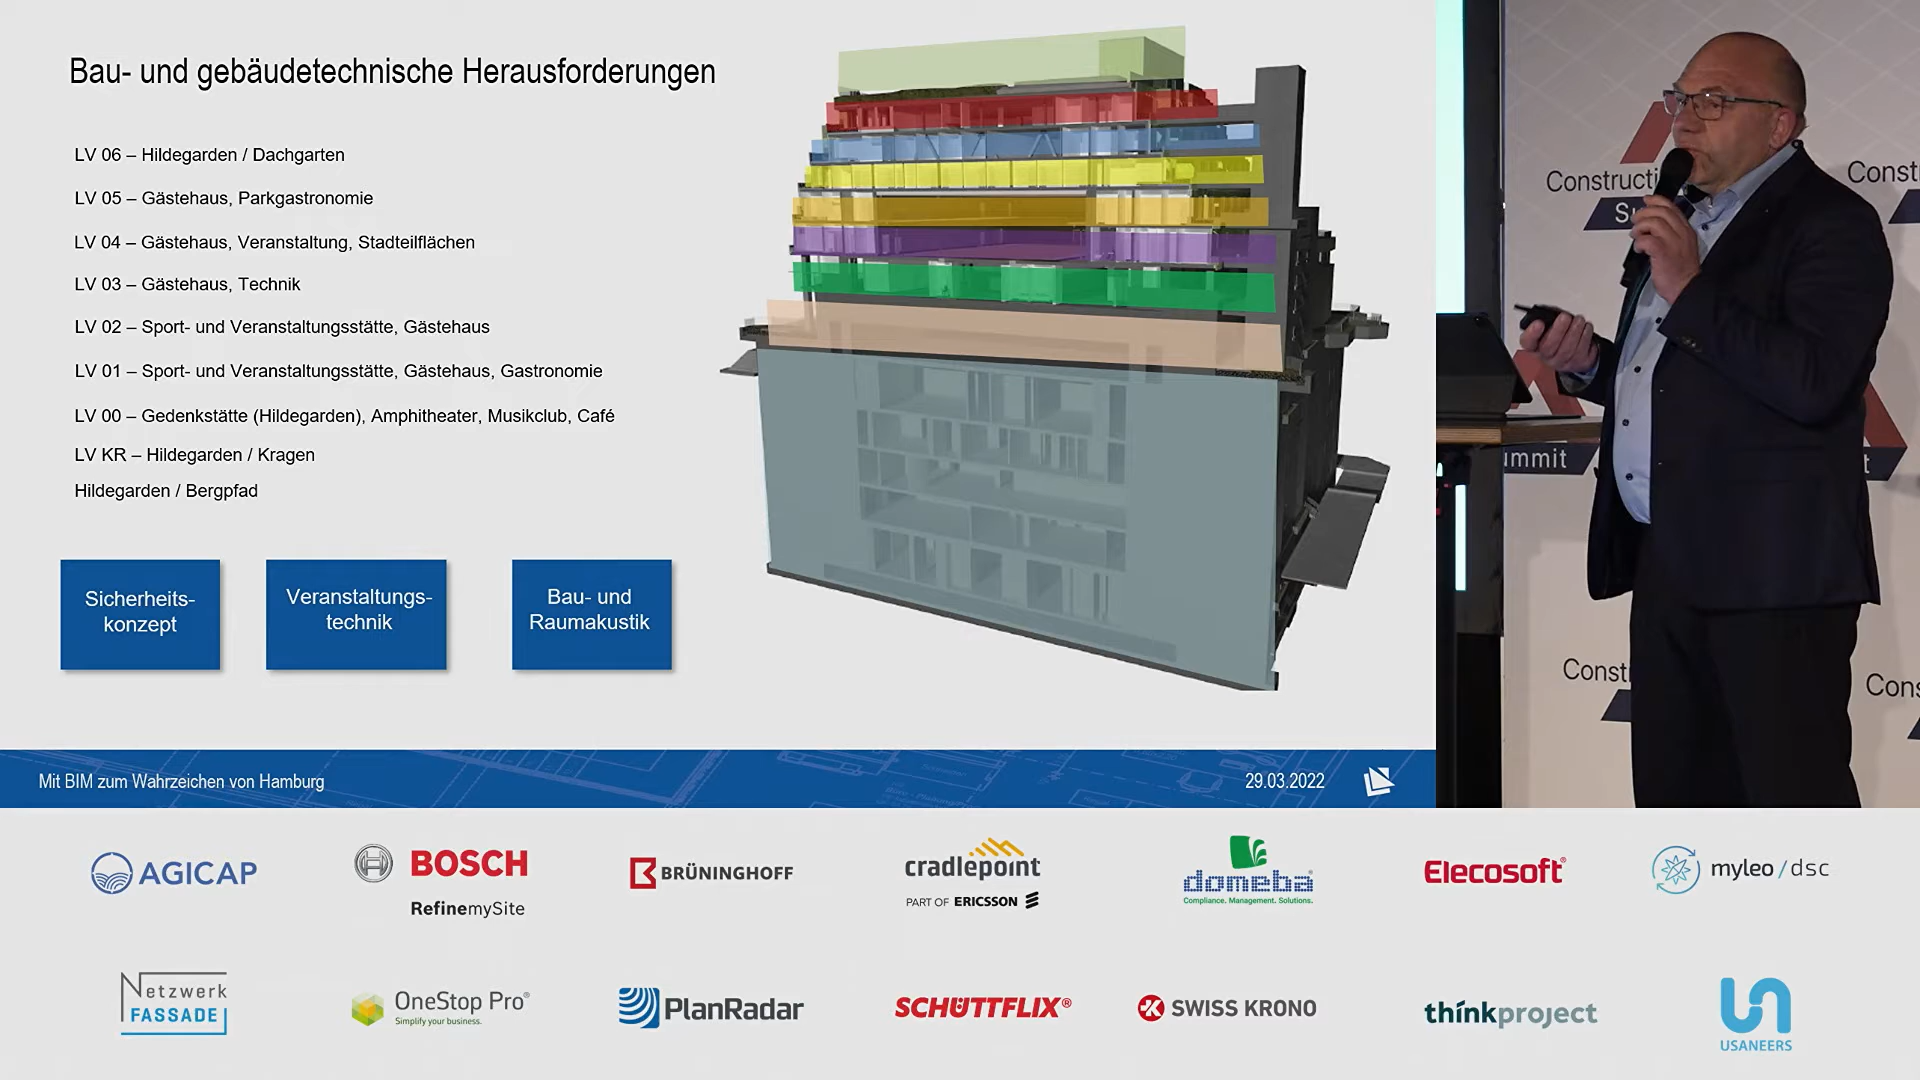 Bau- und gebäudetechnische Herausforderungen
LV 06 – Hildegarden / Dachgarten
LV 05 – Gästehaus, Parkgastronomie
LV 04 – Gästehaus, Veranstaltung, Stadteilflächen
LV 03 – Gästehaus, Technik
LV 02 – Sport- und Veranstaltungsstätte, Gästehaus
LV 01 – Sport- und Veranstaltungsstätte, Gästehaus, Gastronomie
LV 00 – Gedenkstätte (Hildegarden), Amphitheater, Musikclub, Café
LV KR – Hildegarden / Kragen
Hildegarden / Bergpfad
Sicherheits-
konzept
Veranstaltungs-
technik
Bau- und
Raumakustik
Mit BIM zum Wahrzeichen von Hamburg
29.03.2022
Constructi
Su
Const
ummit
t
Const
Cons
AGICAP
BOSCH
RefinemySite
BRÜNINGHOFF
cradlepoint
PART OF ERICSSON
domeba®
Compliance. Management. Solutions.
Elecosoft®
myleo / dsc
Netzwerk
FASSADE
OneStop Pro®
Simplify your business.
PlanRadar
SCHÜTTFLIX®
SWISS KRONO
thinkproject
USANEERS